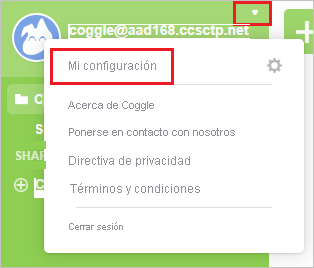 coggle@aad168.ccsctp.net
Mi configuración
Acerca de Coggle
Ponerse en contacto con nosotros
Directiva de privacidad
SHAR
Términos y condiciones
Cerrar sesión